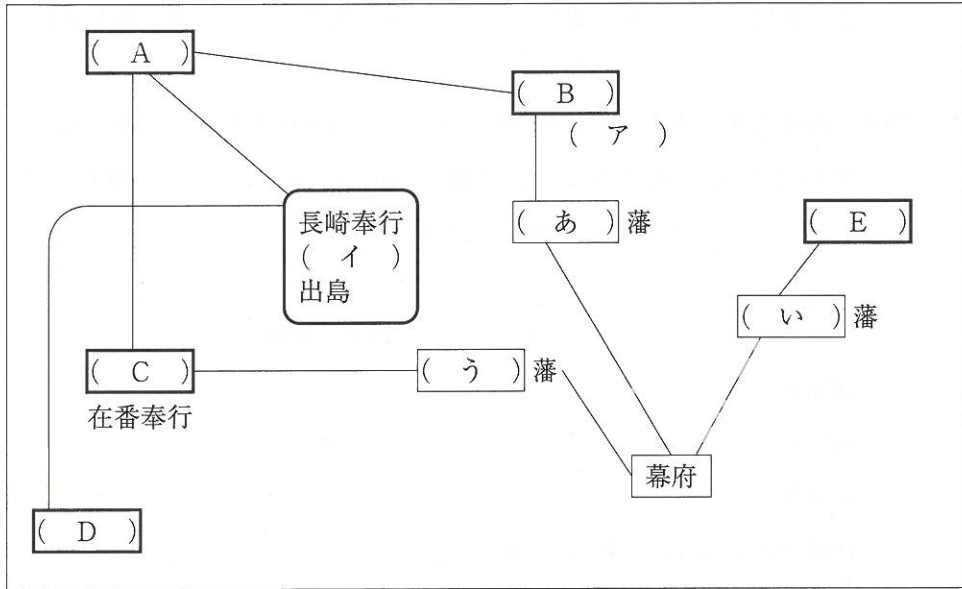 ( A )
( B )
( ア )
長崎奉行
( イ )
出島
( あ ) 藩
( E )
( い ) 藩
( C )
在番奉行
( う ) 藩
幕府
( D )